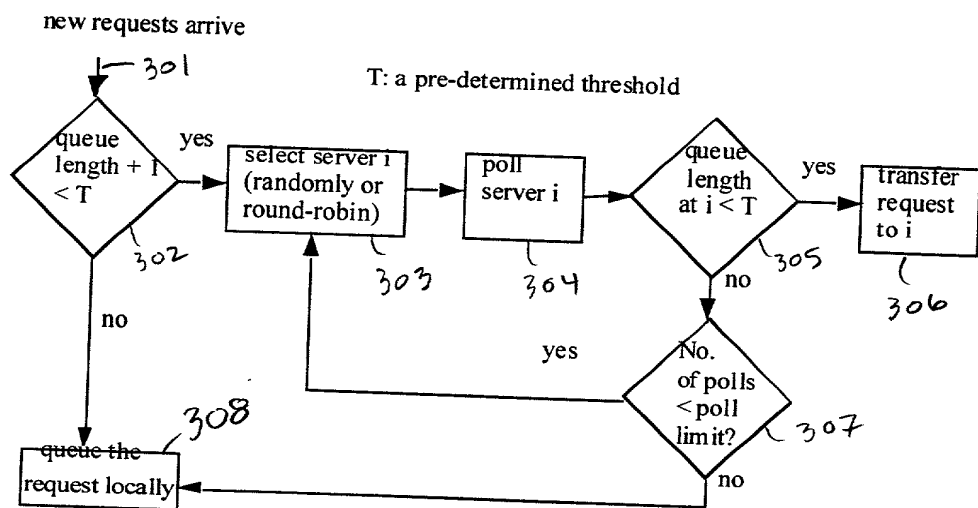 new requests arrive
301
T: a pre-determined threshold
queue
length + 1
< T
yes
302
no
select server i
(randomly or
round-robin)
303
poll
server i
304
queue
length
at i < T
yes
305
no
transfer
request
to i
306
No.
of polls
< poll
limit?
yes
307
no
308
queue the
request locally